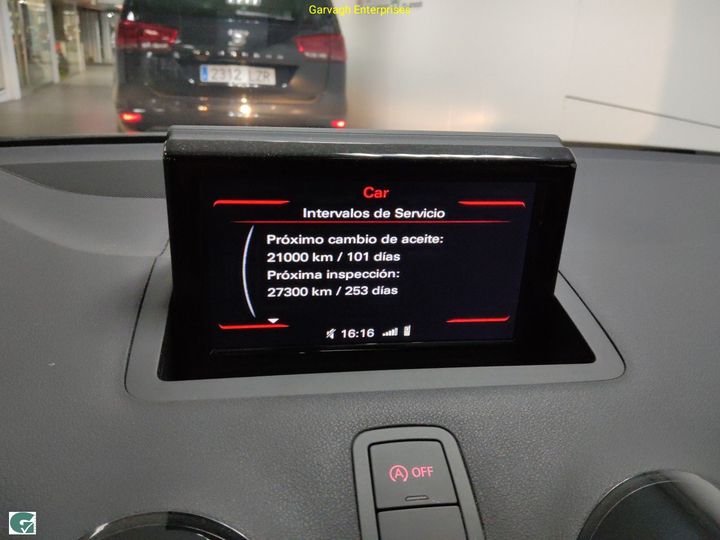 Garvagh Enterprises
2312 LZR
Car
Intervalos de Servicio
Próximo cambio de aceite:
21000 km / 101 días
Próxima inspección:
27300 km / 253 días
16:16
A OFF